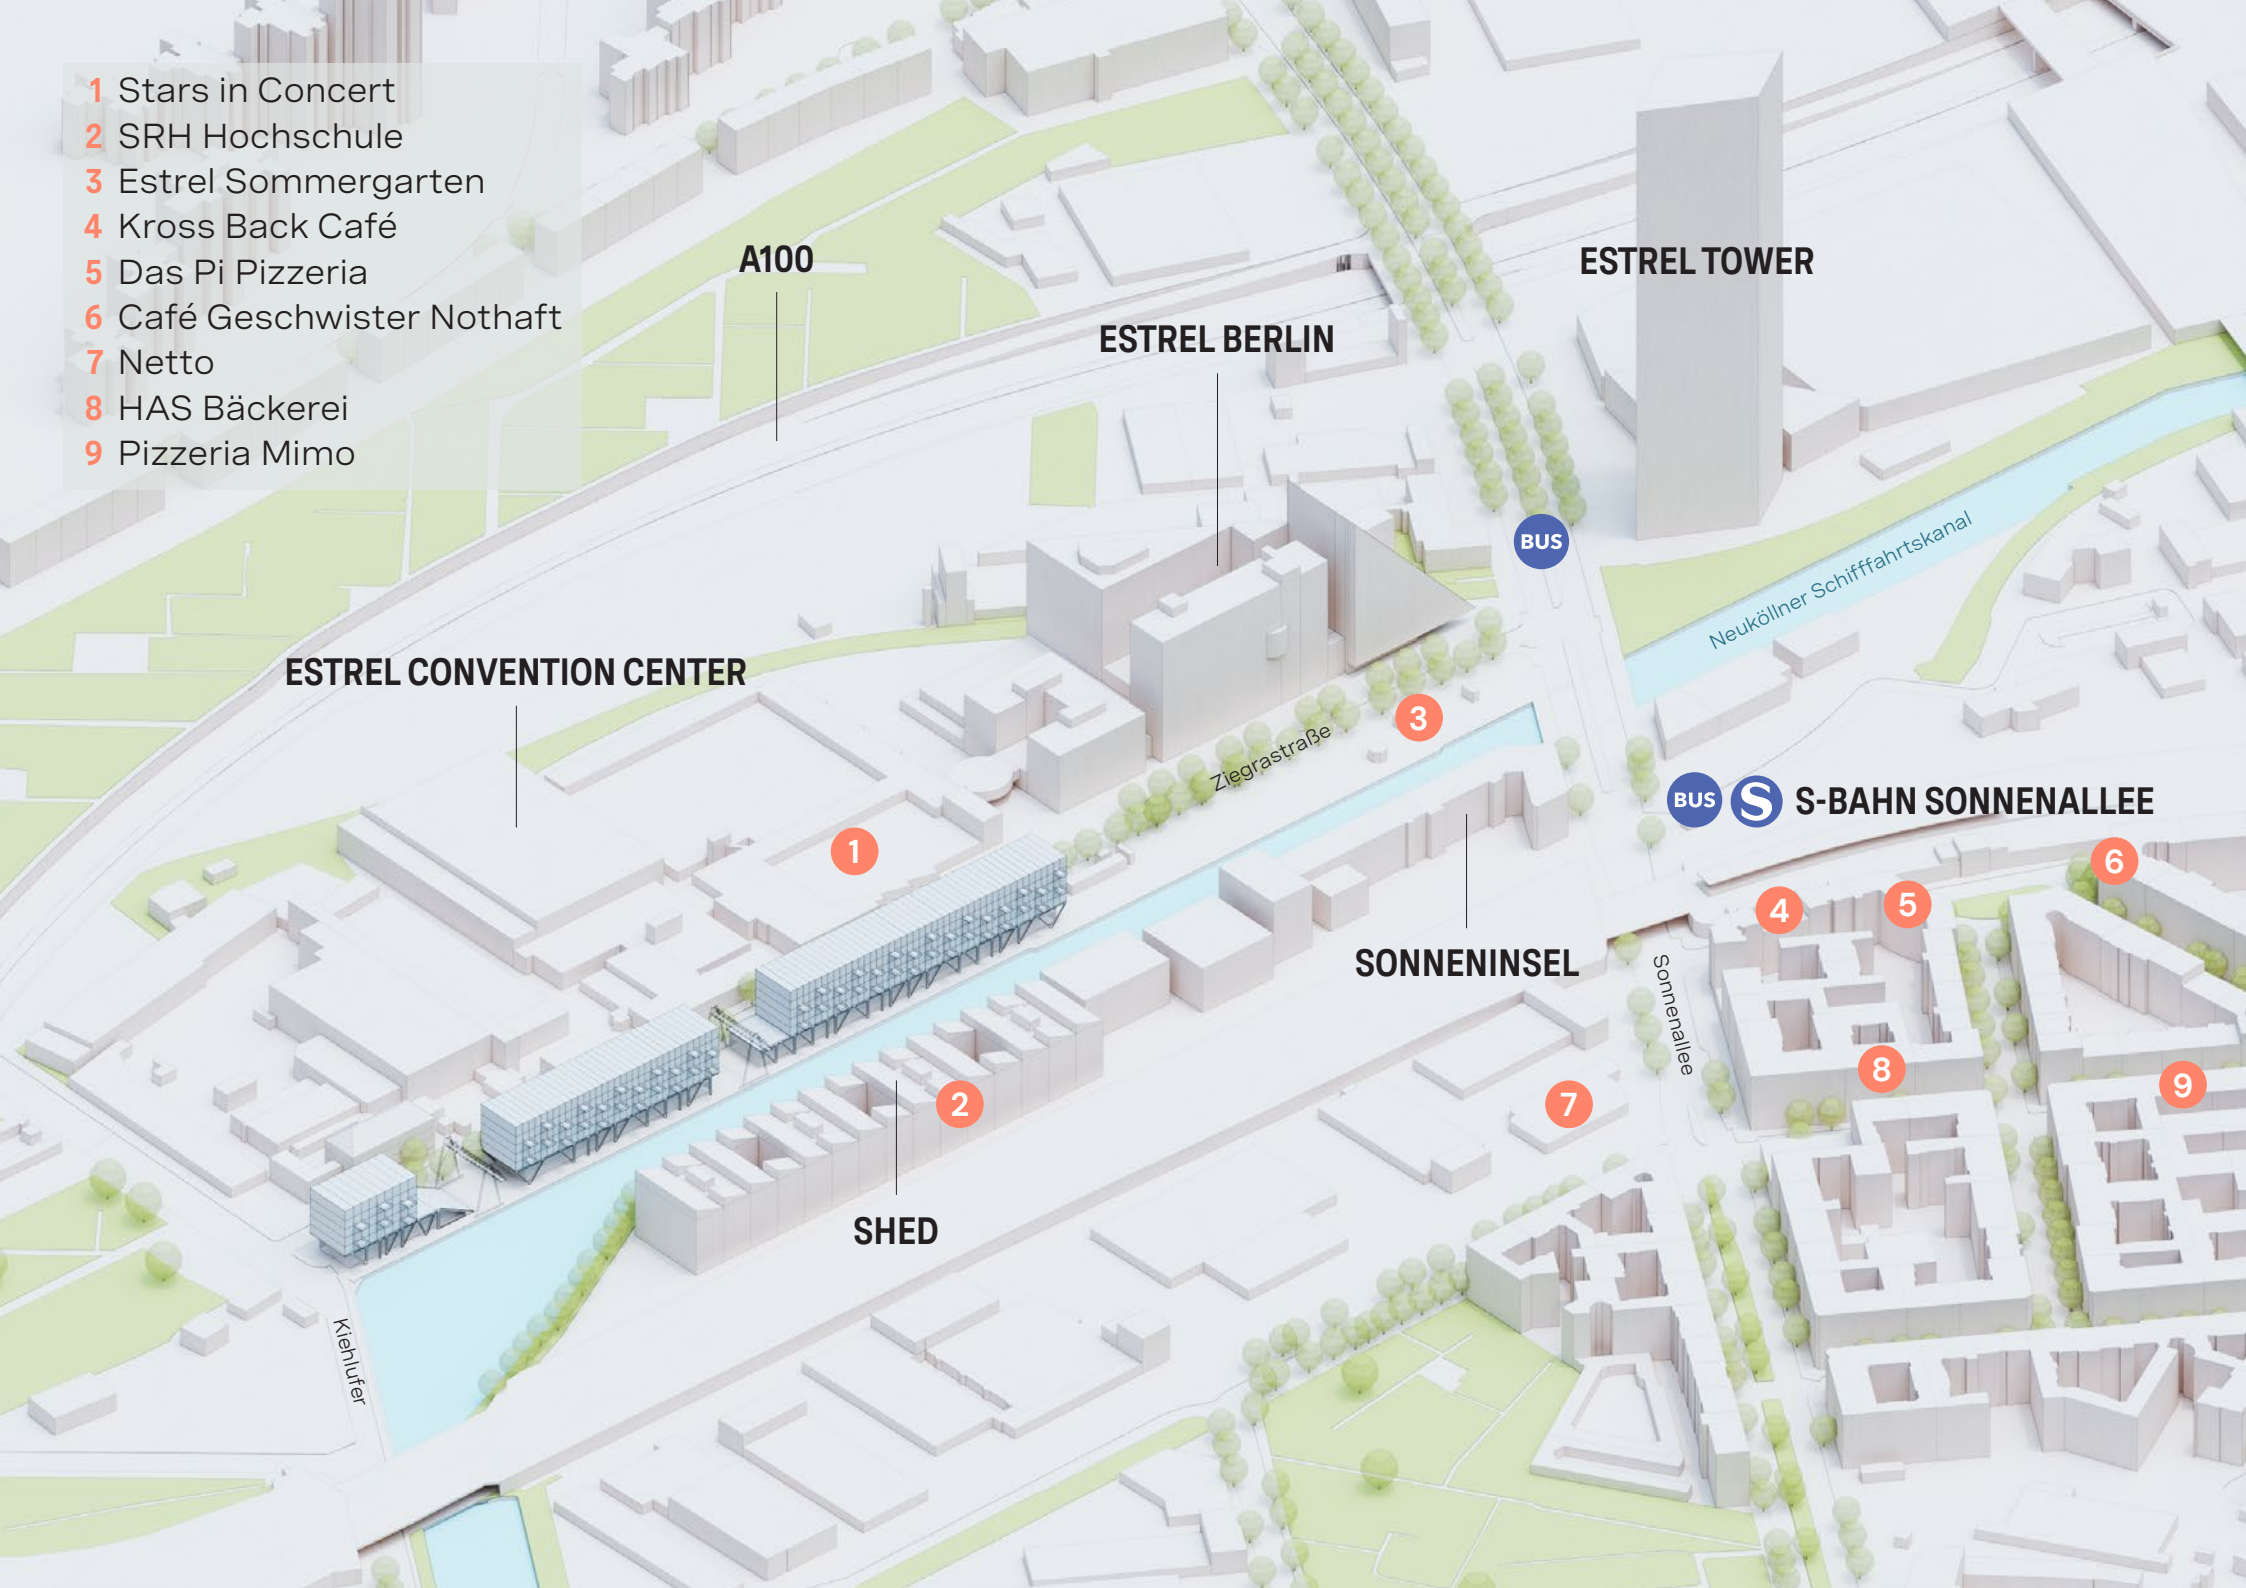 1 Stars in Concert
2 SRH Hochschule
3 Estrel Sommergarten
4 Kross Back Café
5 Das Pi Pizzeria
6 Café Geschwister Nothaft
7 Netto
8 HAS Bäckerei
9 Pizzeria Mimo
A100
ESTREL TOWER
ESTREL BERLIN
BUS
Neuköllner Schifffahrtskanal
ESTREL CONVENTION CENTER
3
Ziegrastraße
BUS S S-BAHN SONNENALLEE
1
6
4
5
SONNENINSEL
Sonnenallee
8
9
2
7
SHED
Kiehlufer